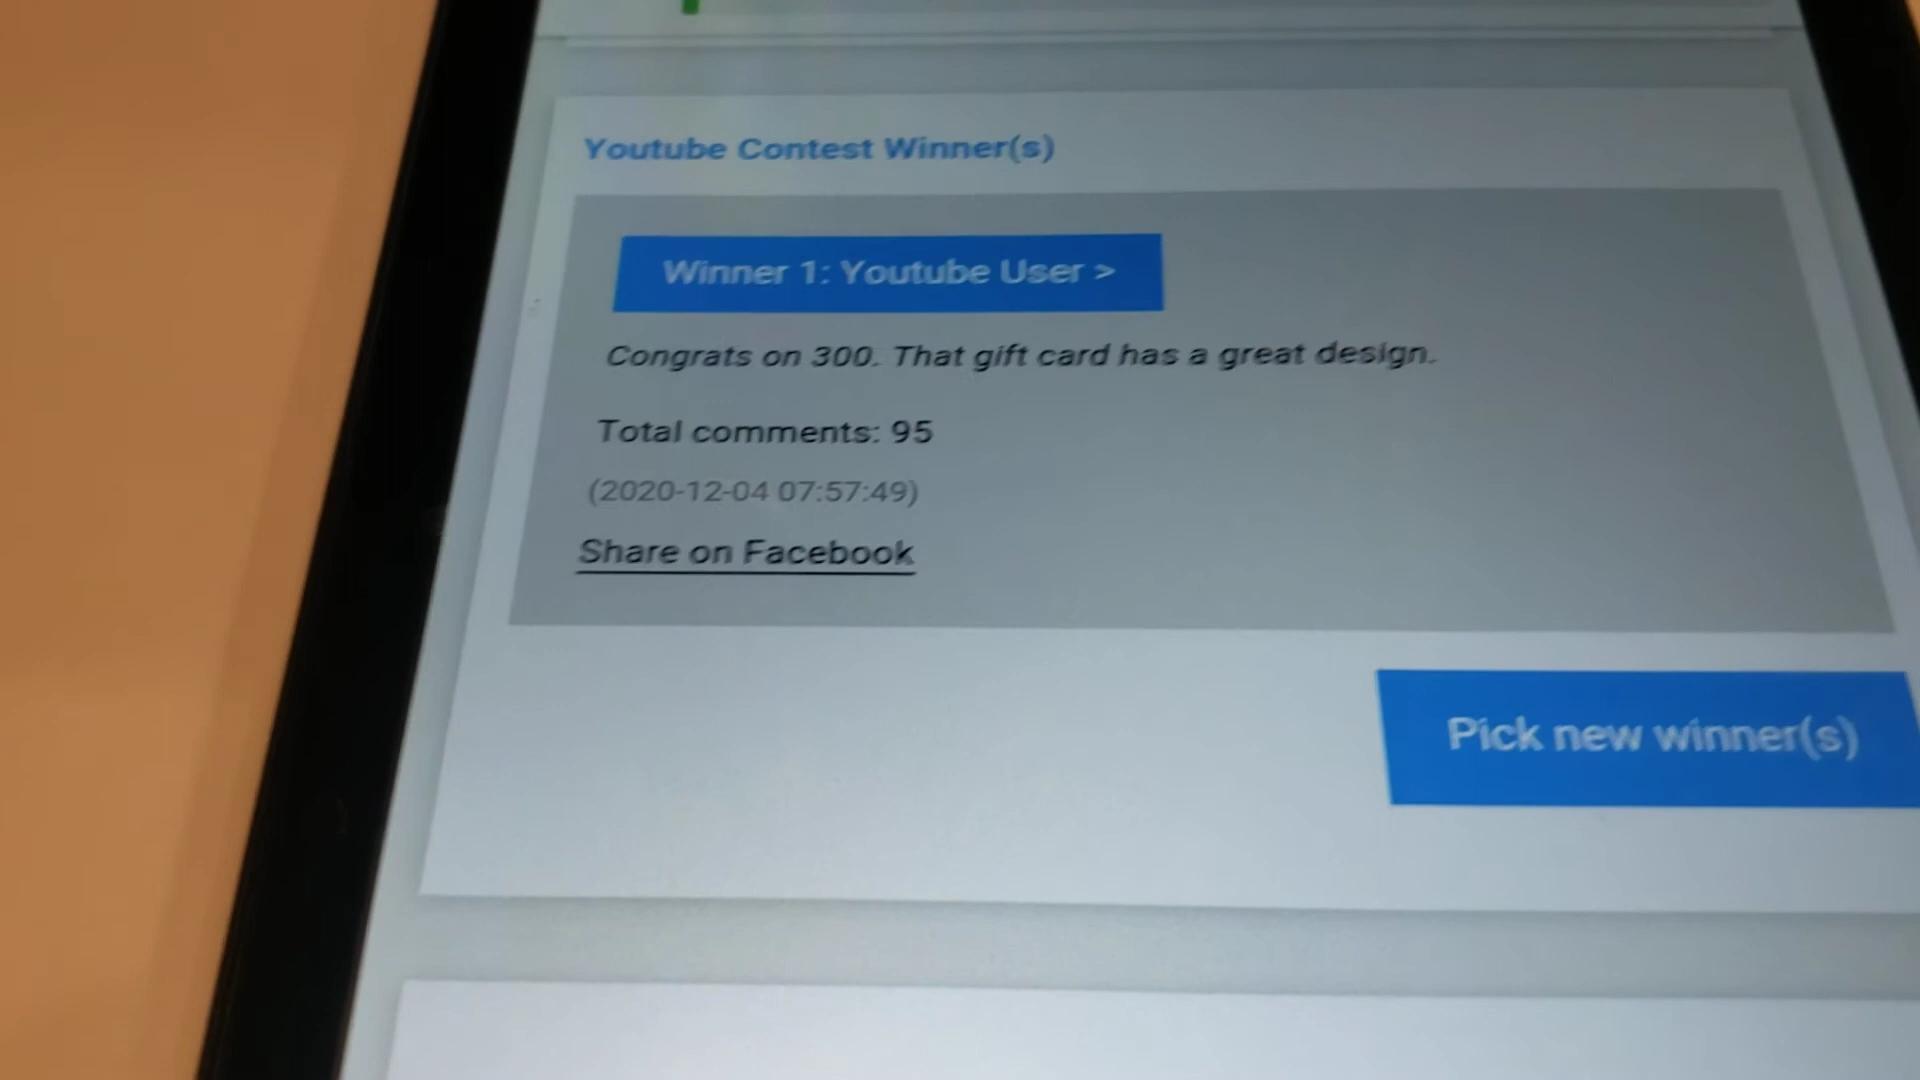 Youtube Contest Winner(s)
Winner 1: Youtube User >
Congrats on 300. That gift card has a great design.
Total comments: 95
(2020-12-04 07:57:49)
Share on Facebook
Pick new winner(s)